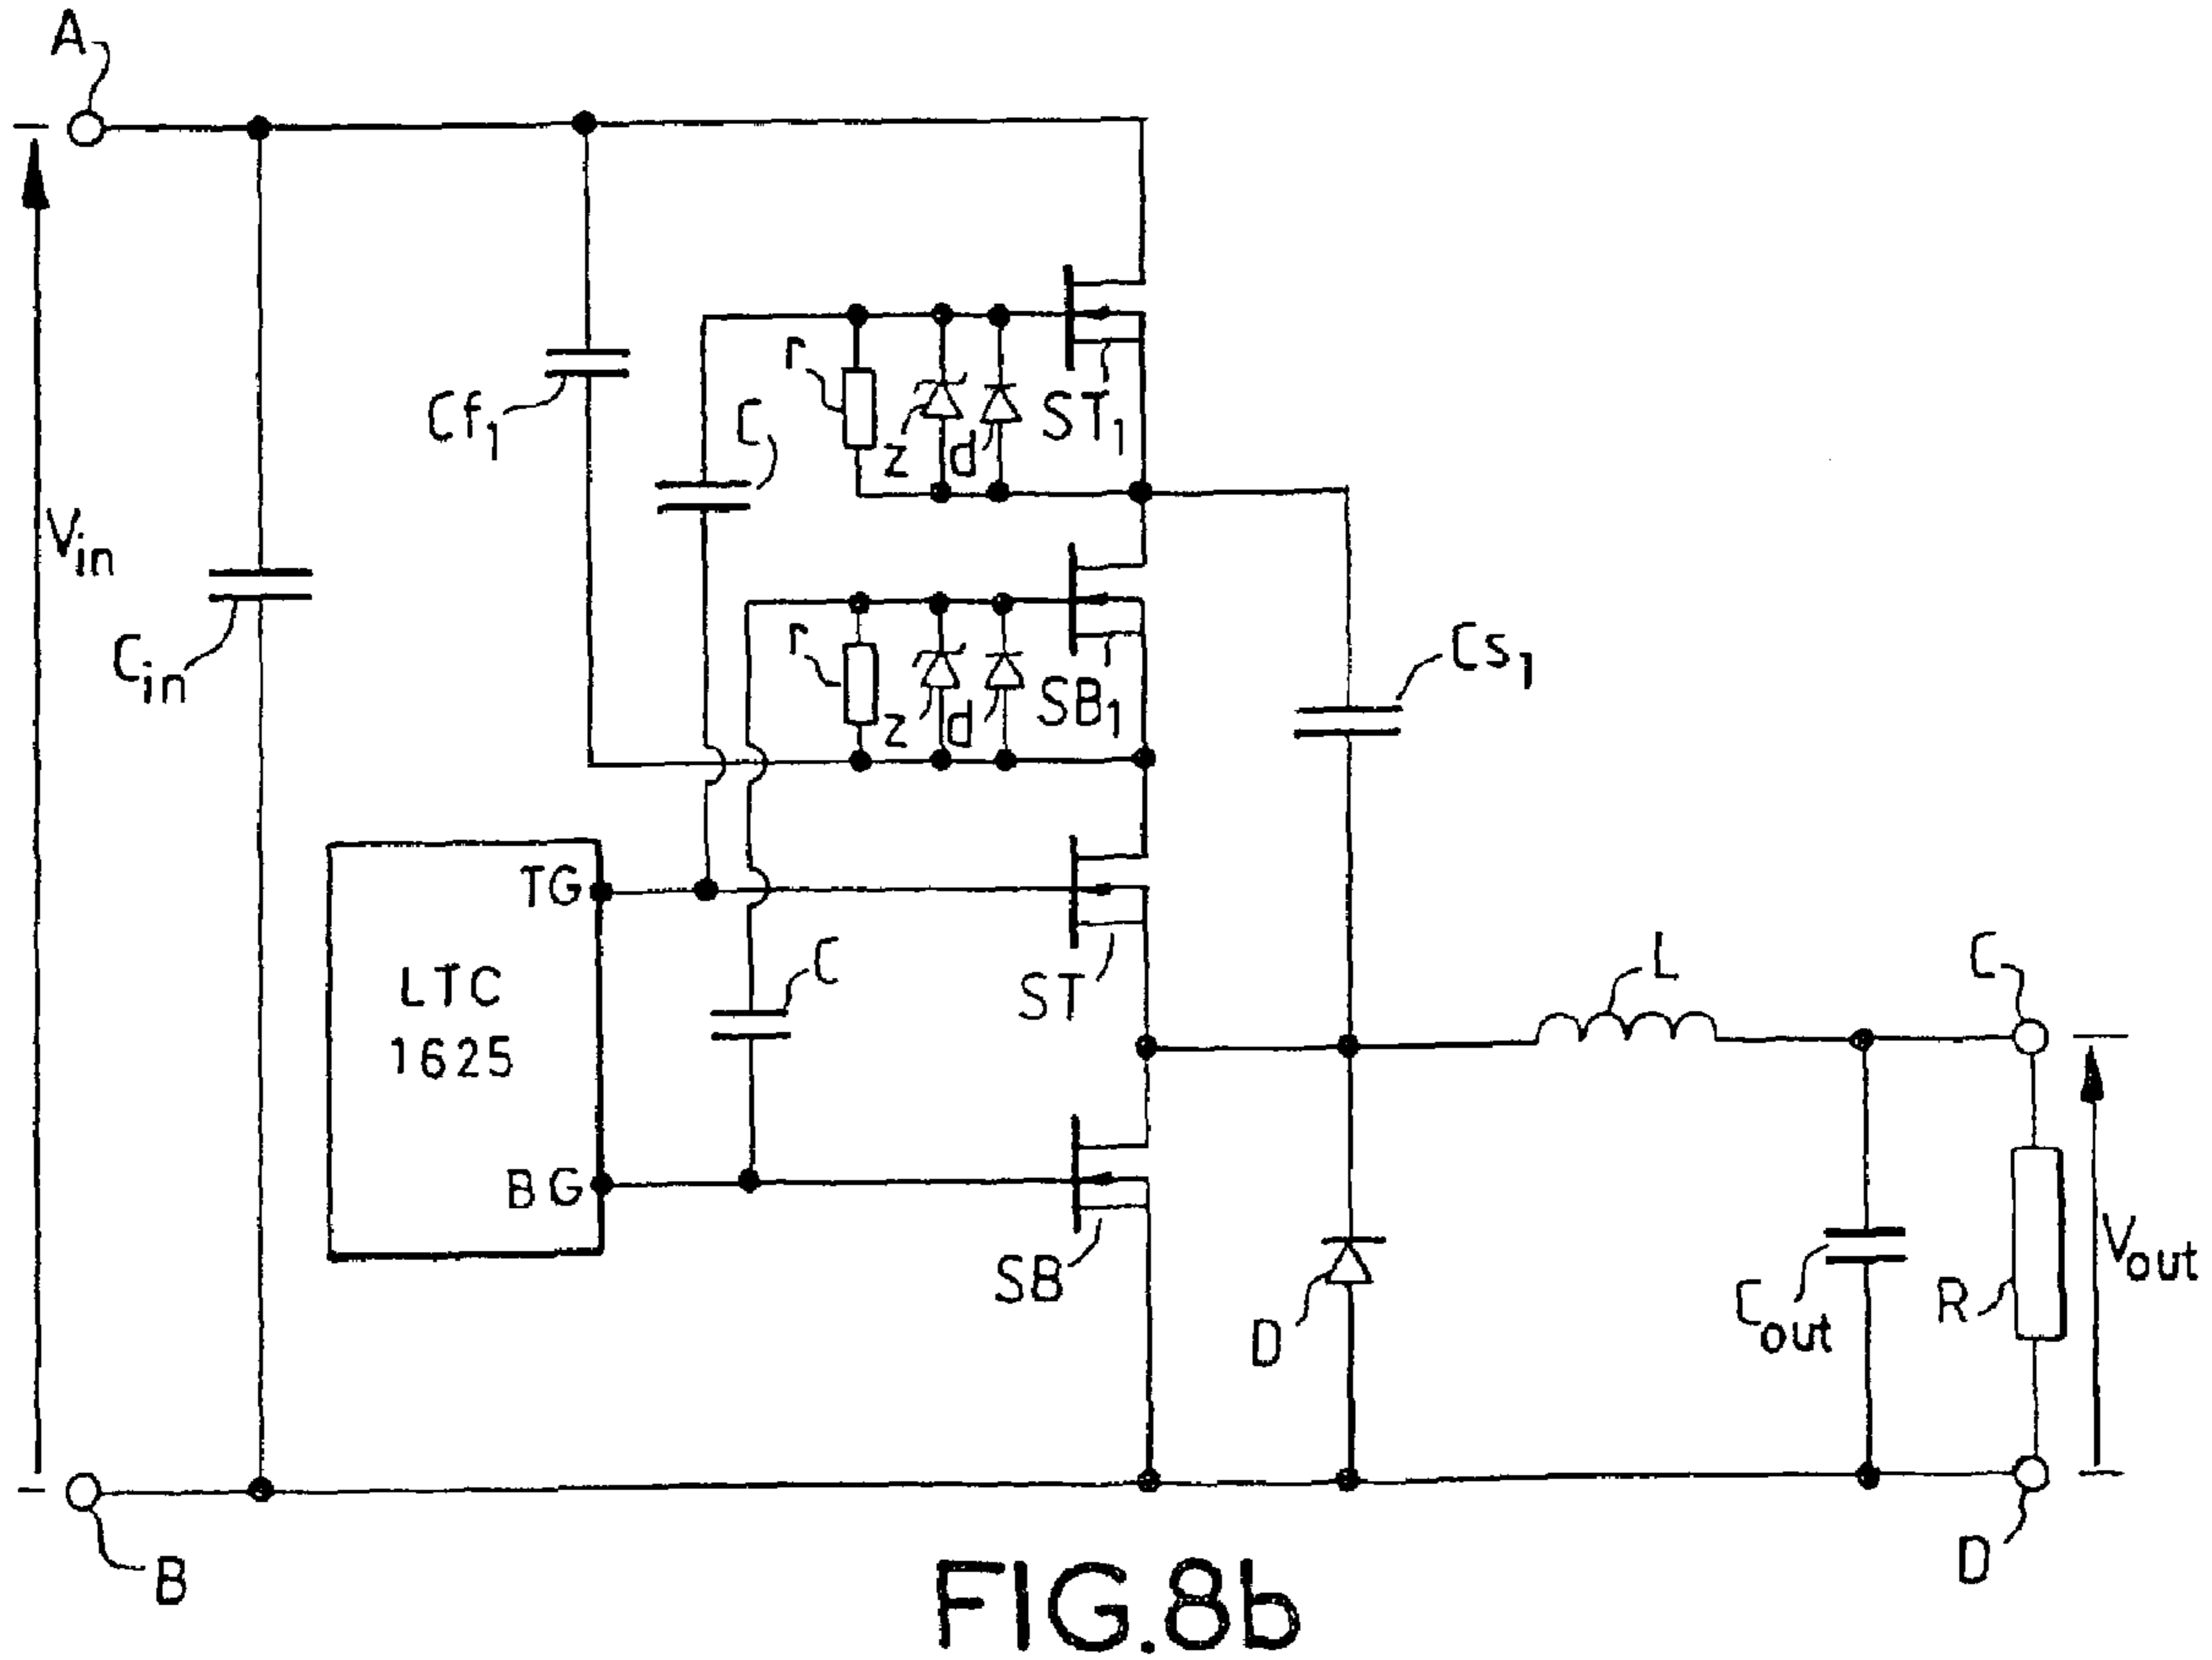 A
Vin
Cin
Cf1
C
r
z
d
ST1
r
z
d
SB1
Cs1
TG
LTC
1625
BG
C
ST
SB
L
C
D
Cout
R
Vout
B
D
FIG.8b